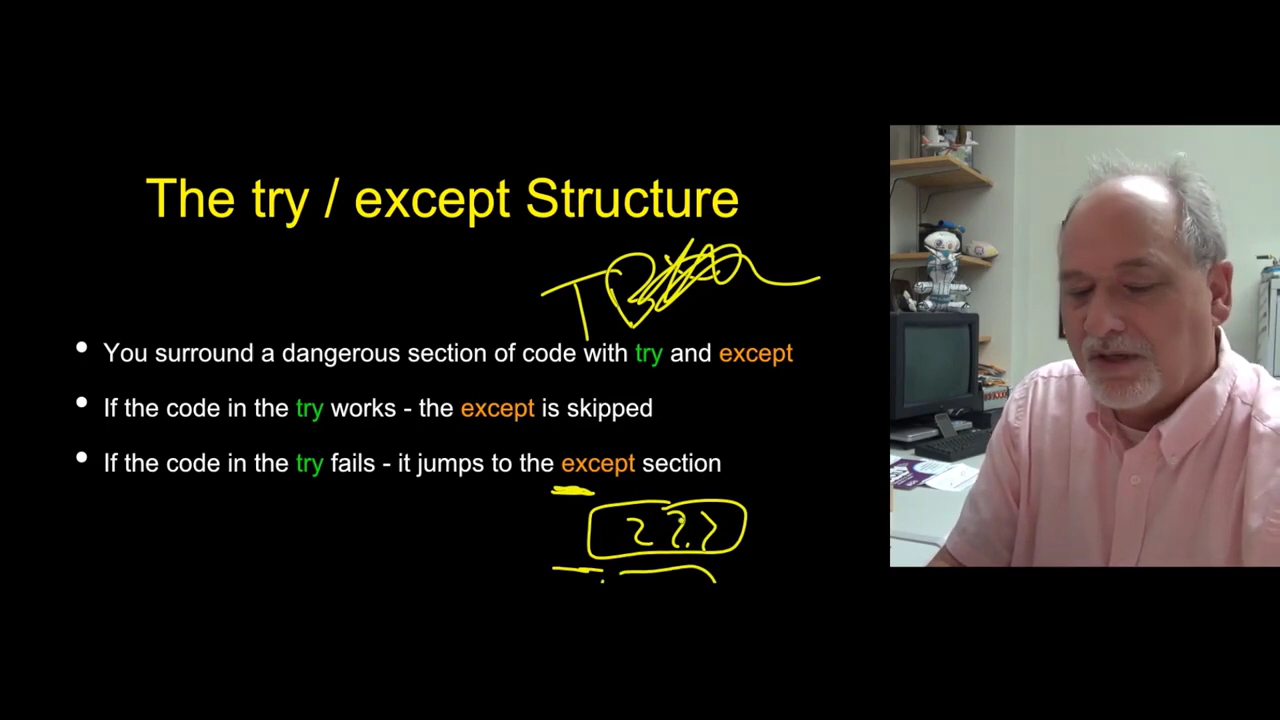 The try / except Structure
• You surround a dangerous section of code with try and except
• If the code in the try works - the except is skipped
• If the code in the try fails - it jumps to the except section